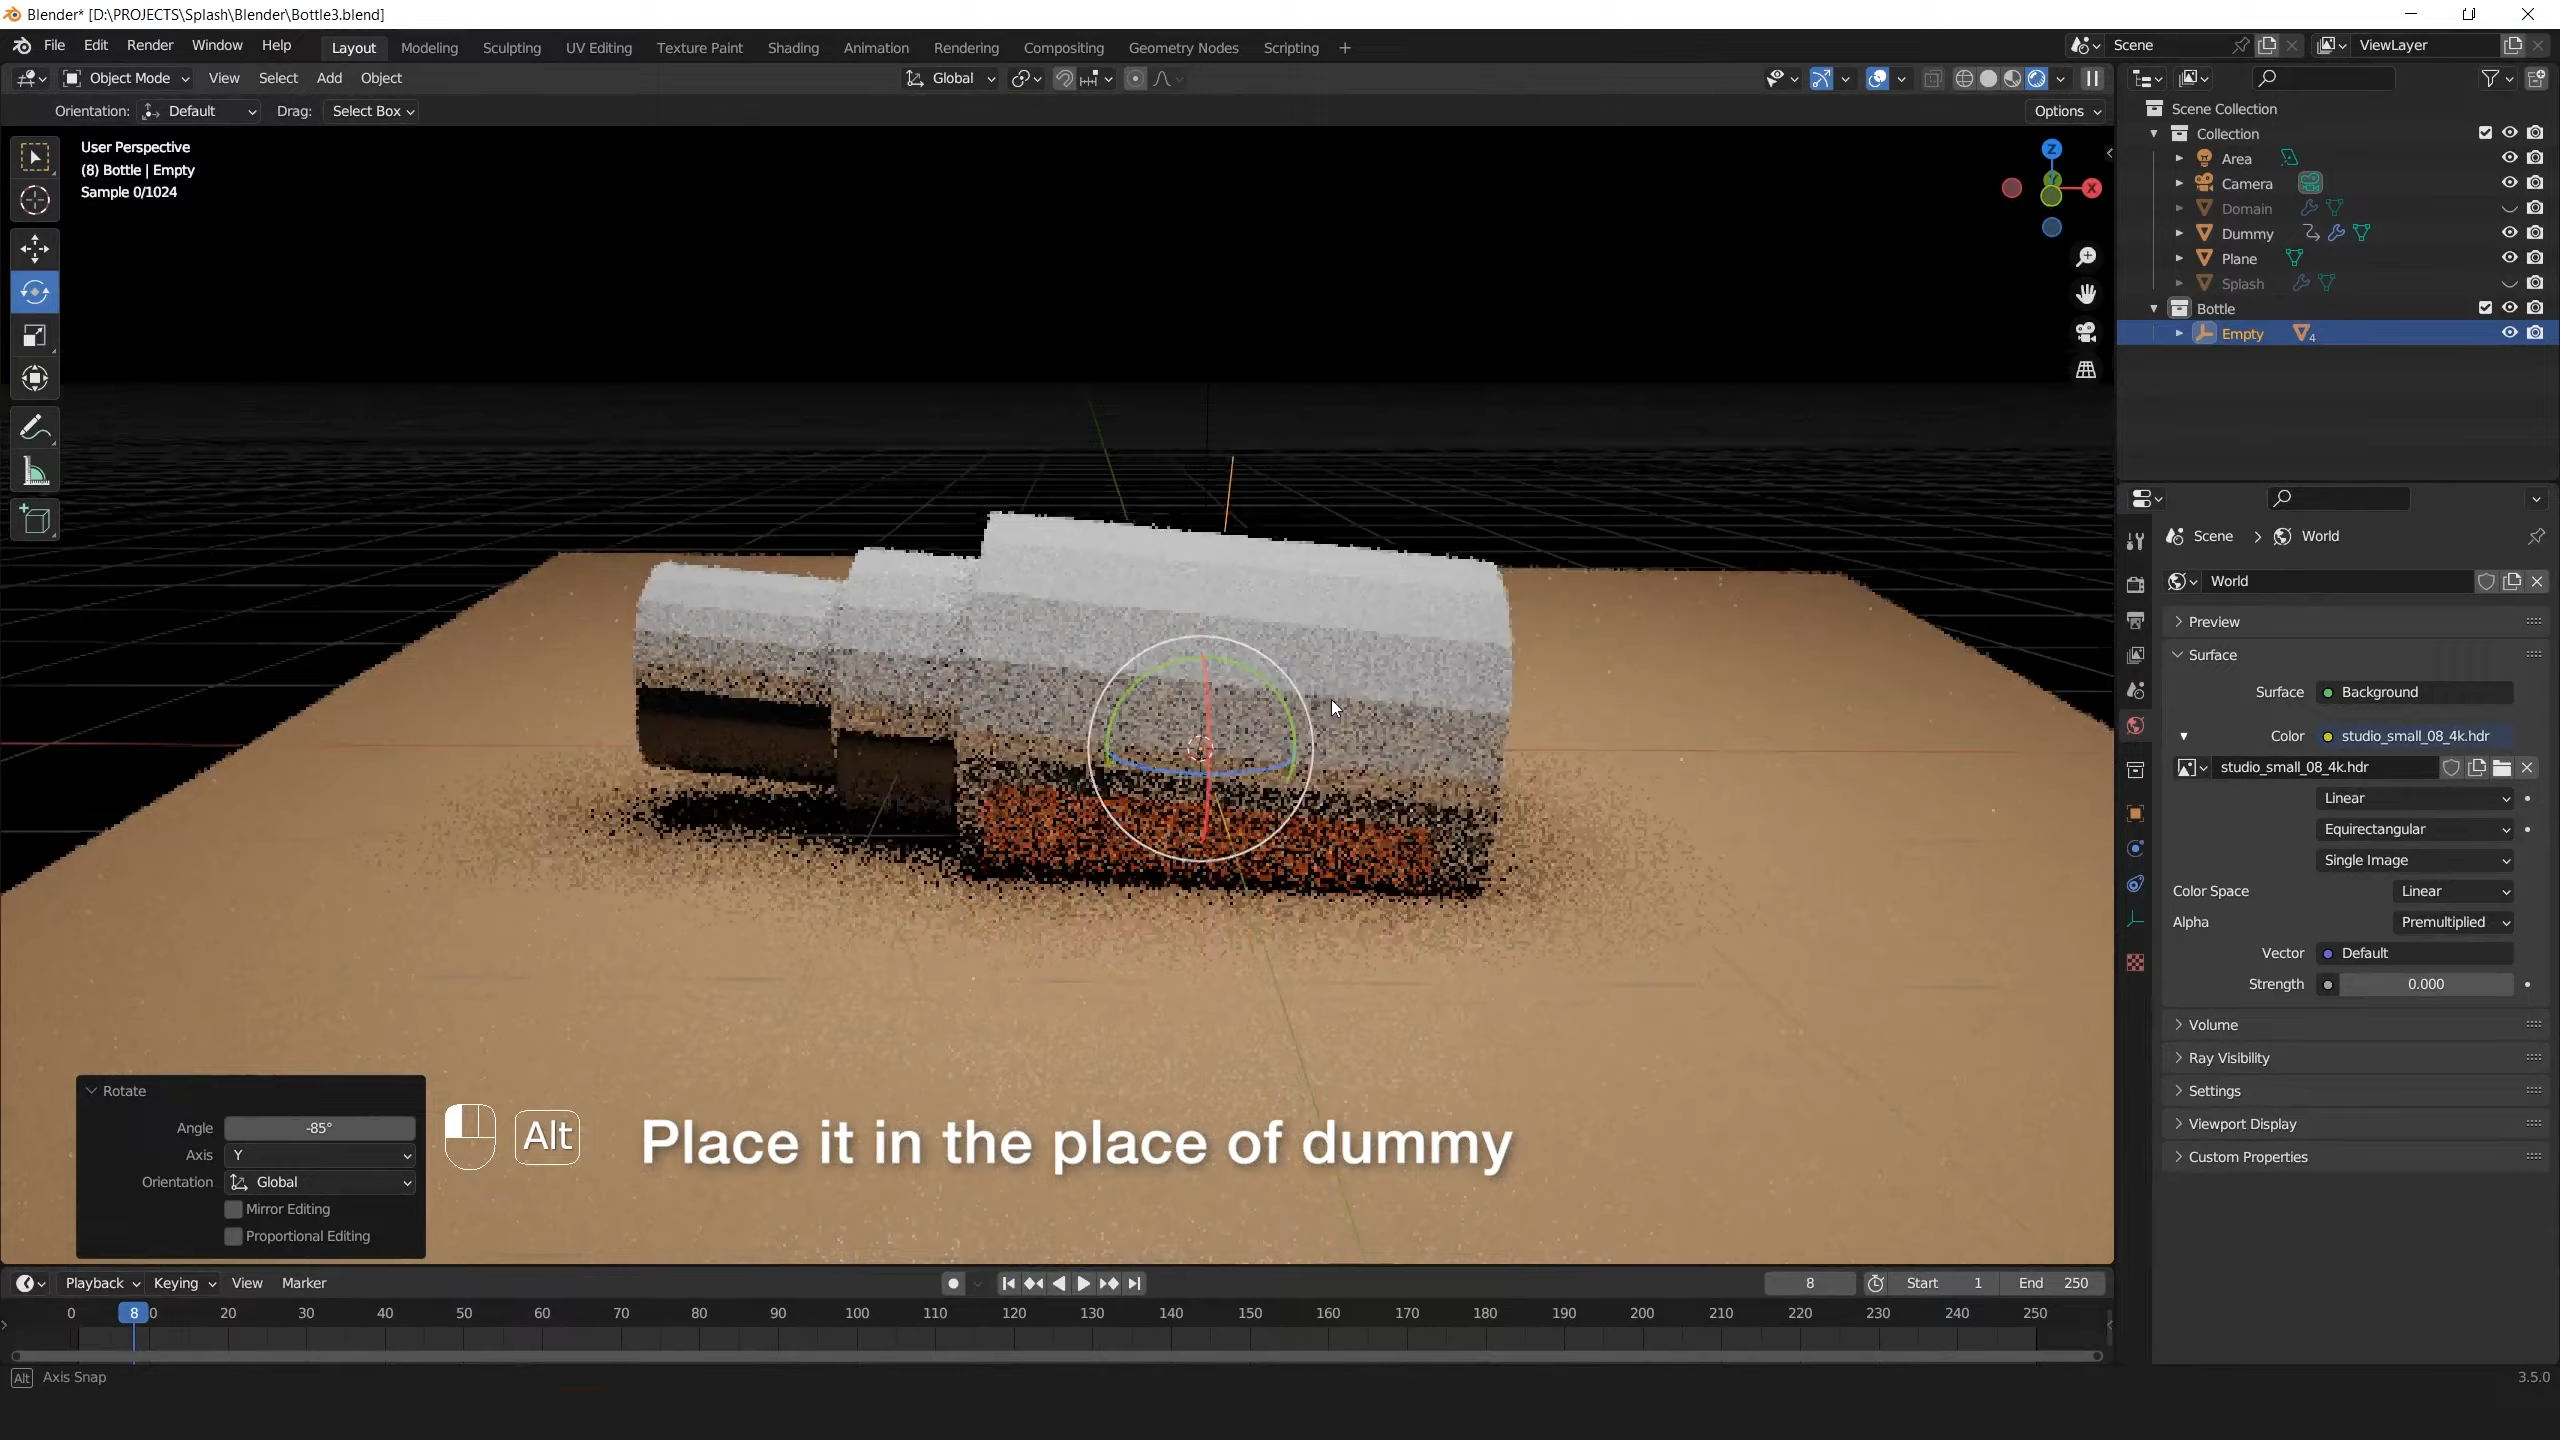 Blender* [D:\PROJECTS\Splash\Blender\Bottle3.blend]
File Edit Render Window Help Layout Modeling Sculpting UV Editing Texture Paint Shading Animation Rendering Compositing Geometry Nodes Scripting + Scene ViewLayer
Object Mode View Select Add Object Global
Orientation: Default Drag: Select Box Options
User Perspective
(8) Bottle | Empty
Sample 0/1024
Z
X
Scene Collection
Collection
Area
Camera
Domain
Dummy
Plane
Splash
Bottle
Empty 4
Scene > World
World
Preview
Surface
Surface Background
Color studio_small_08_4k.hdr
studio_small_08_4k.hdr
Linear
Equirectangular
Single Image
Color Space Linear
Alpha Premultiplied
Vector Default
Strength 0.000
Volume
Ray Visibility
Settings
Viewport Display
Custom Properties
Rotate
Angle -85°
Axis Y
Orientation Global
Mirror Editing
Proportional Editing
Alt
Place it in the place of dummy
Playback Keying View Marker 8 Start 1 End 250
0 8 0 20 30 40 50 60 70 80 90 100 110 120 130 140 150 160 170 180 190 200 210 220 230 240 250
Alt Axis Snap 3.5.0